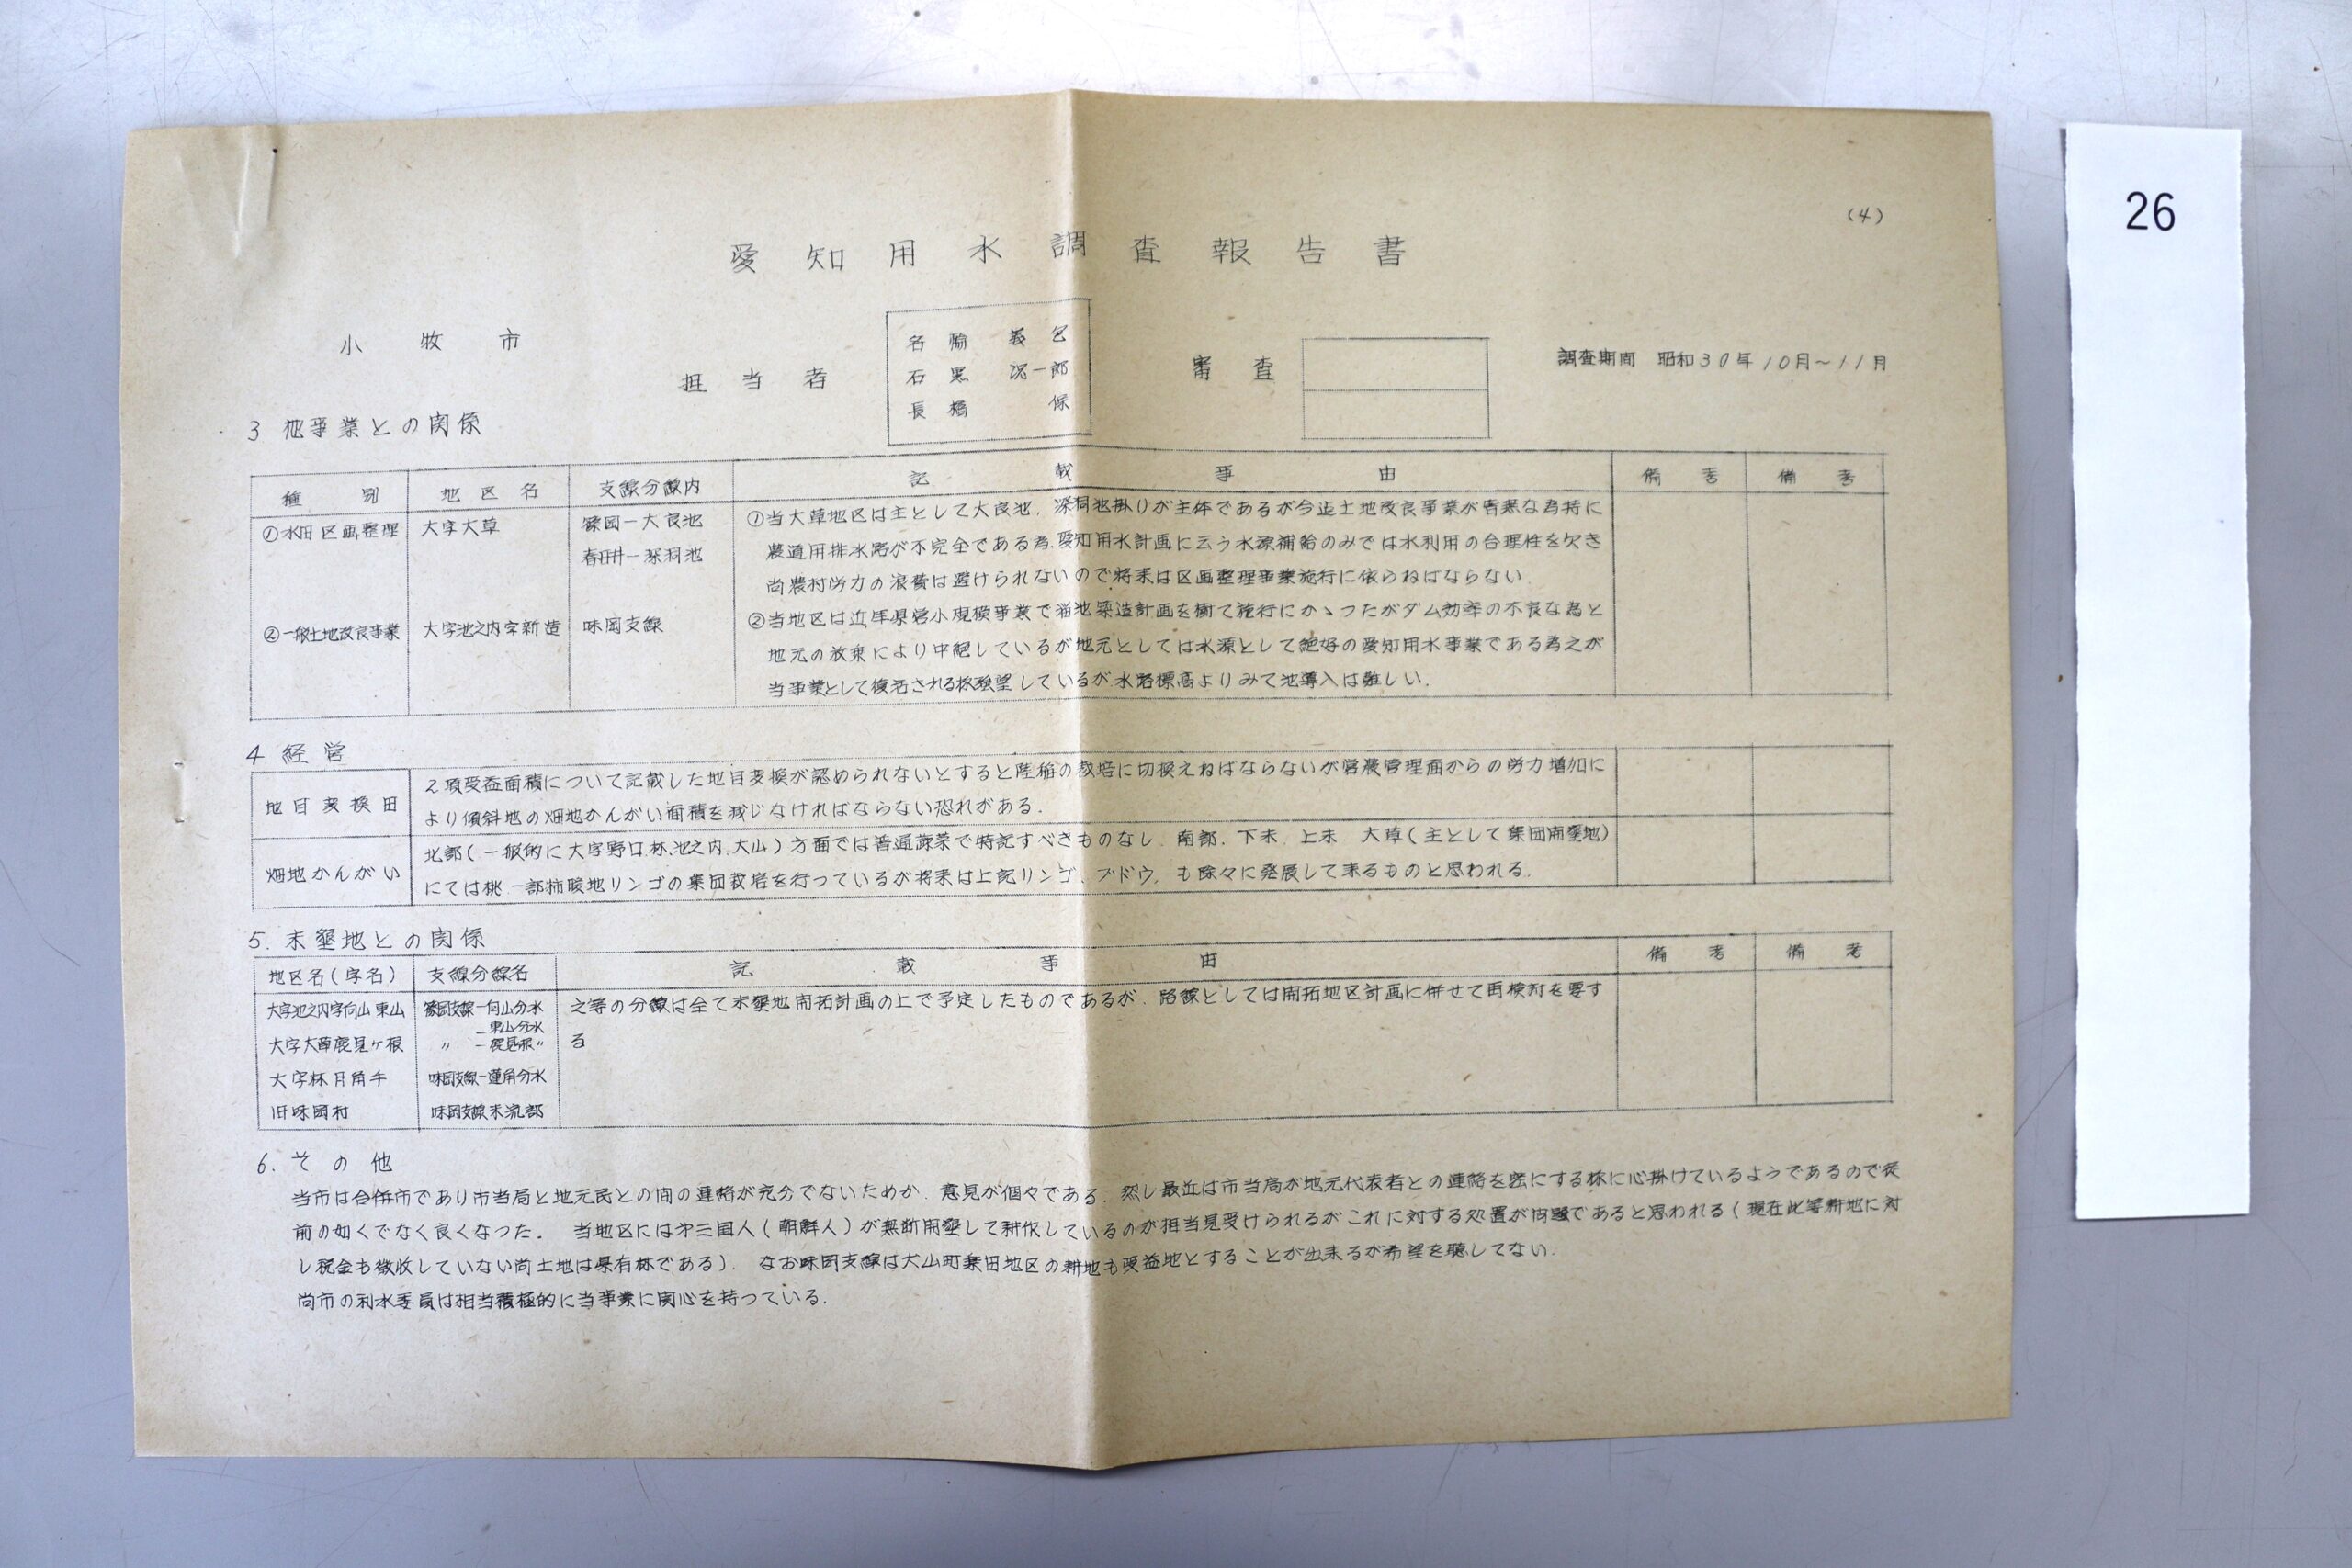 26
(4)
愛知用水調査報告書
小牧市
担当者
名輪 義
石黒 一郎
長橋 保
審査
調査期間 昭和30年10月~11月
3 他事業との関係
種別 地区名 支線分線内 記載事由 備考 備考
①水田区画整理 大字大草 篠岡一大良池 ①当大草地区は主として大良池,深洞池掛りが主体であるが今迄土地改良事業が皆無な為特に
春田井一深洞池 農道用排水路が不完全である為,愛知用水計画に云う水源補給のみでは水利用の合理性を欠き
尚農村労力の浪費は避けられないので将来は区画整理事業施行に依らねばならない.
②一般土地改良事業 大字池之内字新造 味岡支線 ②当地区は近年県営小規模事業で溜池築造計画を樹て施行にかゝつたがダム効率の不良な為と
地元の放棄により中絶しているが地元としては水源として絶好の愛知用水事業である為之が
当事業として復活される様強望しているが,水路標高よりみて池導入は難しい.
4 経営
地目変換田 2項受益面積について記載した地目変換が認められないとすると陸稲の栽培に切換えねばならないが営農管理面からの労力増加に
より傾斜地の畑地かんがい面積を減じなければならない恐れがある.
畑地かんがい 北部(一般的に大字野口,林,池之内,大山)方面では普通蔬菜で特記すべきものなし. 南部,下末,上末,大草(主として集団開墾地)
にては桃,一部柿暖地リンゴの集団栽培を行っているが将来は上記リンゴ,ブドウ,も除々に発展して来るものと思われる.
5. 未墾地との関係
地区名(字名) 支線分線名 記載事由 備考 備考
大字池之内字向山 東山 篠岡支線-向山分水 之等の分線は全て未墾地開拓計画の上で予定したものであるが,路線としては開拓地区計画に併せて再検討を要す
-東山分水
大字大草鹿見ケ根 〃 -鹿見根〃 る
大字林月角手 味岡支線-蓮角分水
旧味岡村 味岡支線末流部
6. その他
当市は合併市であり市当局と地元民との間の連絡が充分でないためか,意見が個々である.然し最近は市当局が地元代表者との連絡を密にする様に心掛けているようであるので従
前の如くでなく良くなつた. 当地区には第三国人(朝鮮人)が無断開墾して耕作しているのが相当見受けられるがこれに対する処置が問題であると思われる(現在此等耕地に対
し税金も徴収していない尚土地は県有林である). なお味岡支線は大山町楽田地区の耕地も受益地とすることが出来るが希望を聴してない.
尚市の利水委員は相当積極的に当事業に関心を持っている.